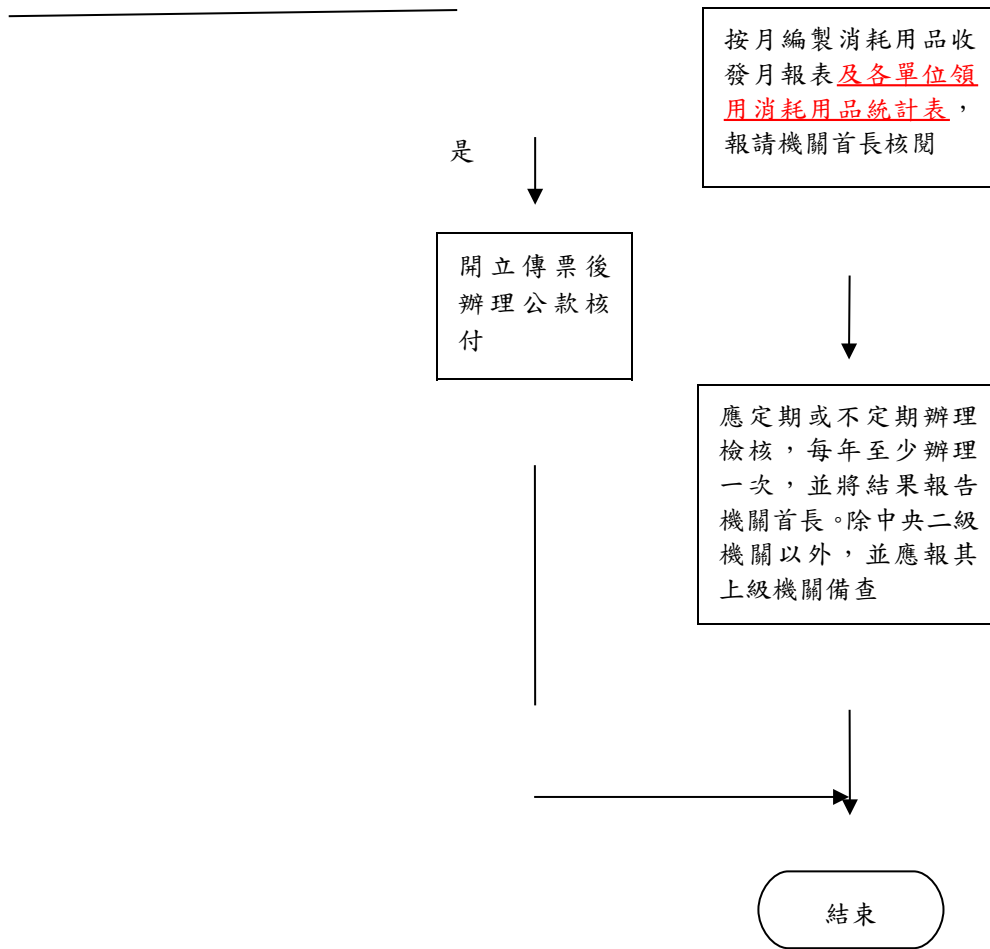 按月編製消耗用品收
發月報表及各單位領
用消耗用品統計表，
報請機關首長核閱
是
開立傳票後
辦理公款核
付
應定期或不定期辦理
檢核，每年至少辦理
一次，並將結果報告
機關首長。除中央二級
機關以外，並應報其
上級機關備查
結束